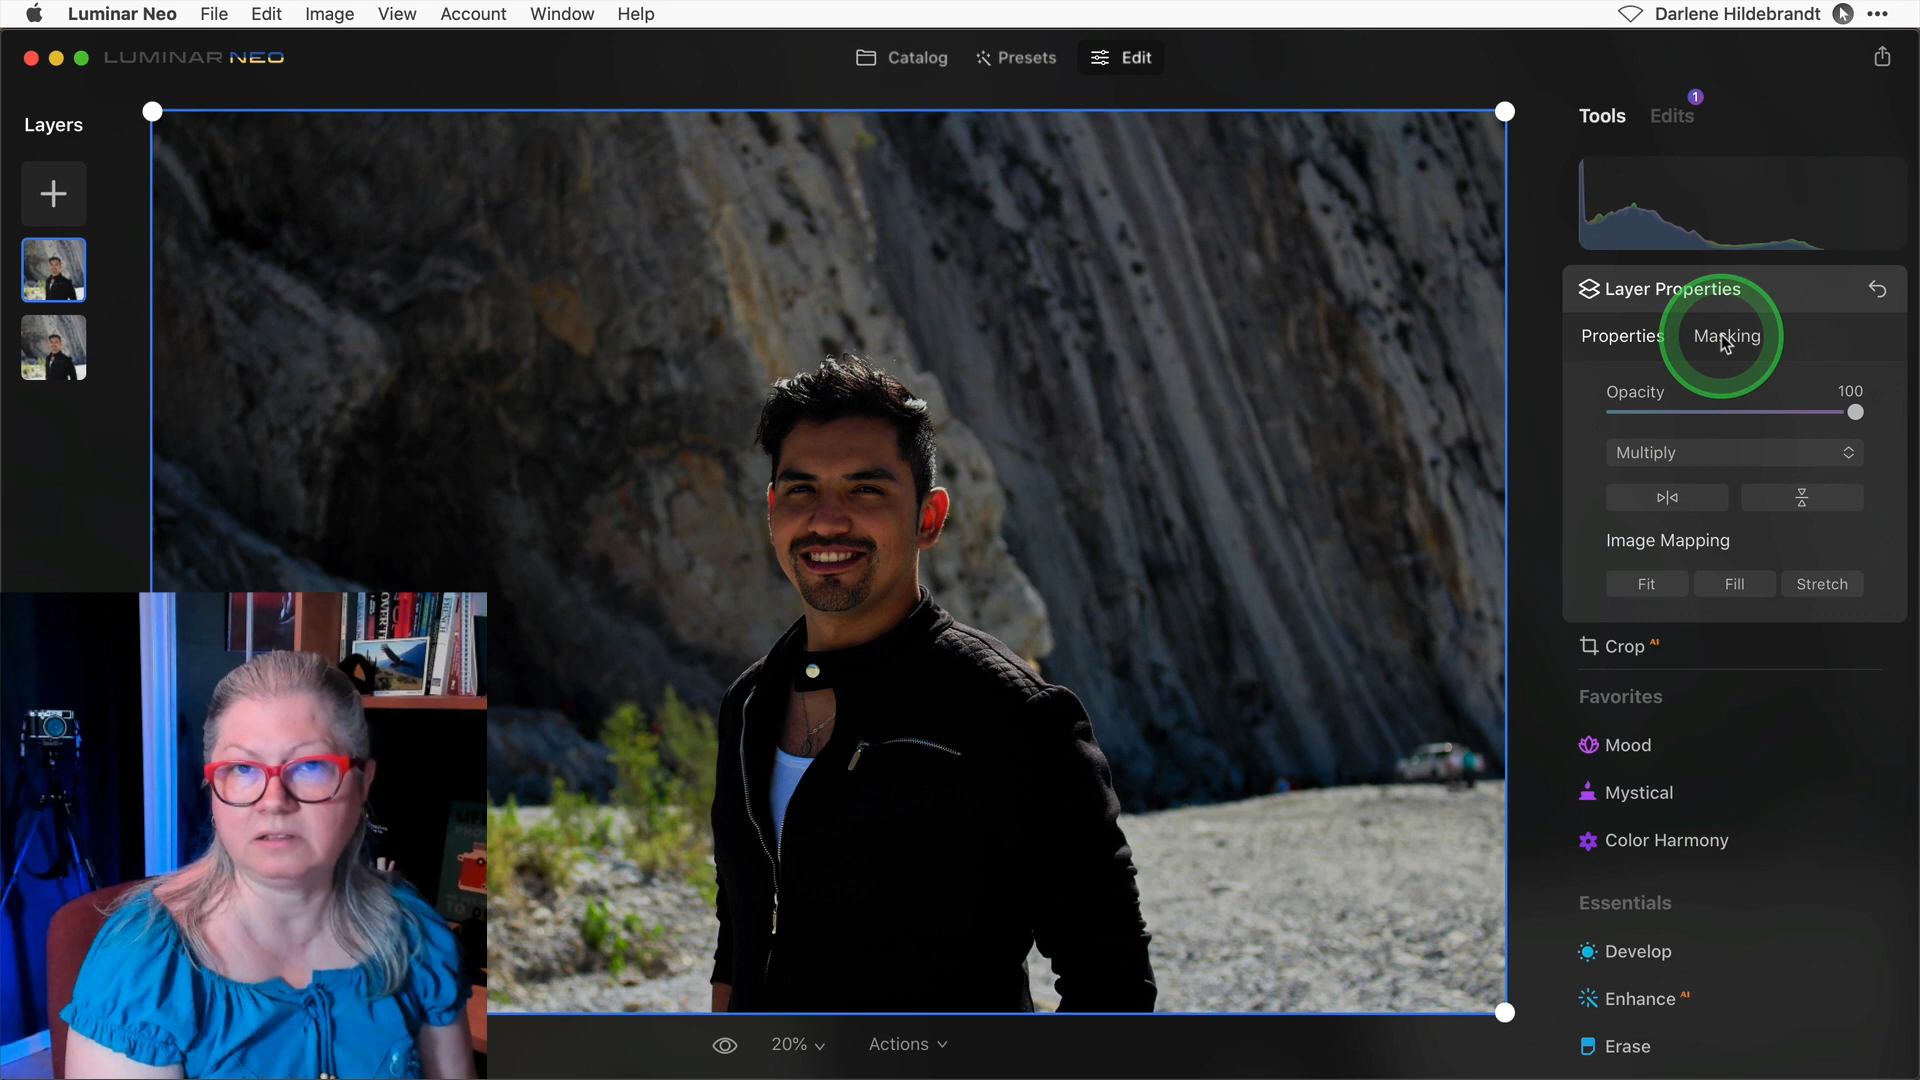 Luminar Neo File Edit Image View Account Window Help Darlene Hildebrandt
LUMINAR NEO Catalog Presets Edit
Layers
Tools Edits 1
Layer Properties
Properties Masking
Opacity 100
Multiply
Image Mapping
Fit Fill Stretch
Crop AI
Favorites
Mood
Mystical
Color Harmony
Essentials
Develop
Enhance AI
Erase
20% Actions